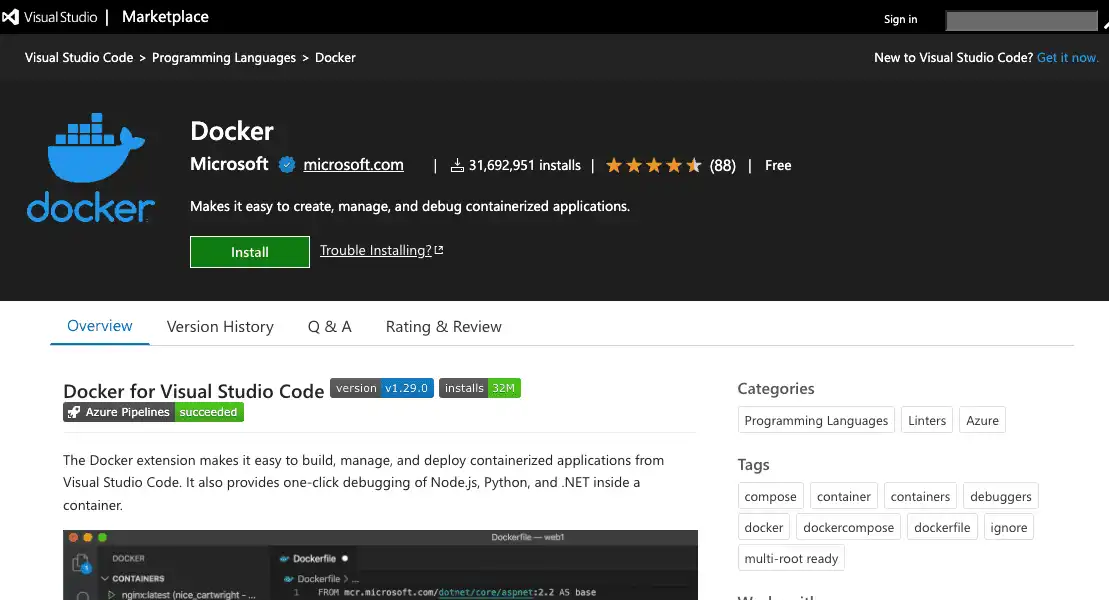 Visual Studio | Marketplace
Sign in
Visual Studio Code > Programming Languages > Docker
New to Visual Studio Code? Get it now.
docker
Docker
Microsoft microsoft.com | 31,692,951 installs | (88) | Free
Makes it easy to create, manage, and debug containerized applications.
Install Trouble Installing?
Overview Version History Q & A Rating & Review
Docker for Visual Studio Code version v1.29.0 installs 32M
Azure Pipelines succeeded
The Docker extension makes it easy to build, manage, and deploy containerized applications from
Visual Studio Code. It also provides one-click debugging of Node.js, Python, and .NET inside a
container.
Dockerfile — web1
DOCKER
Dockerfile
CONTAINERS
Dockerfile > ...
nginx:latest (nice_cartwright - ...
1 FROM mcr.microsoft.com/dotnet/core/aspnet:2.2 AS base
Categories
Programming Languages Linters Azure
Tags
compose container containers debuggers
docker dockercompose dockerfile ignore
multi-root ready